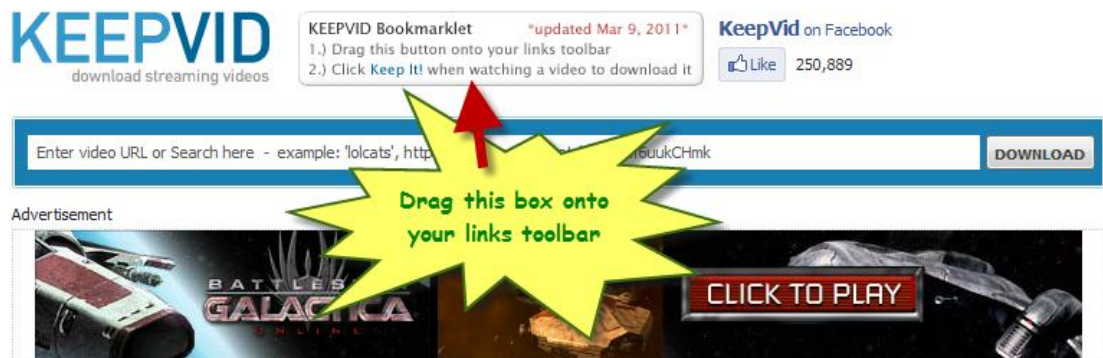 KEEPVID
download streaming videos
KEEPVID Bookmarklet *updated Mar 9, 2011*
1.) Drag this button onto your links toolbar
2.) Click Keep It! when watching a video to download it
KeepVid on Facebook
Like 250,889
Enter video URL or Search here - example: 'lolcats', http
DOWNLOAD
Drag this box onto
your links toolbar
Advertisement
GALACTICA
ONLINE
CLICK TO PLAY